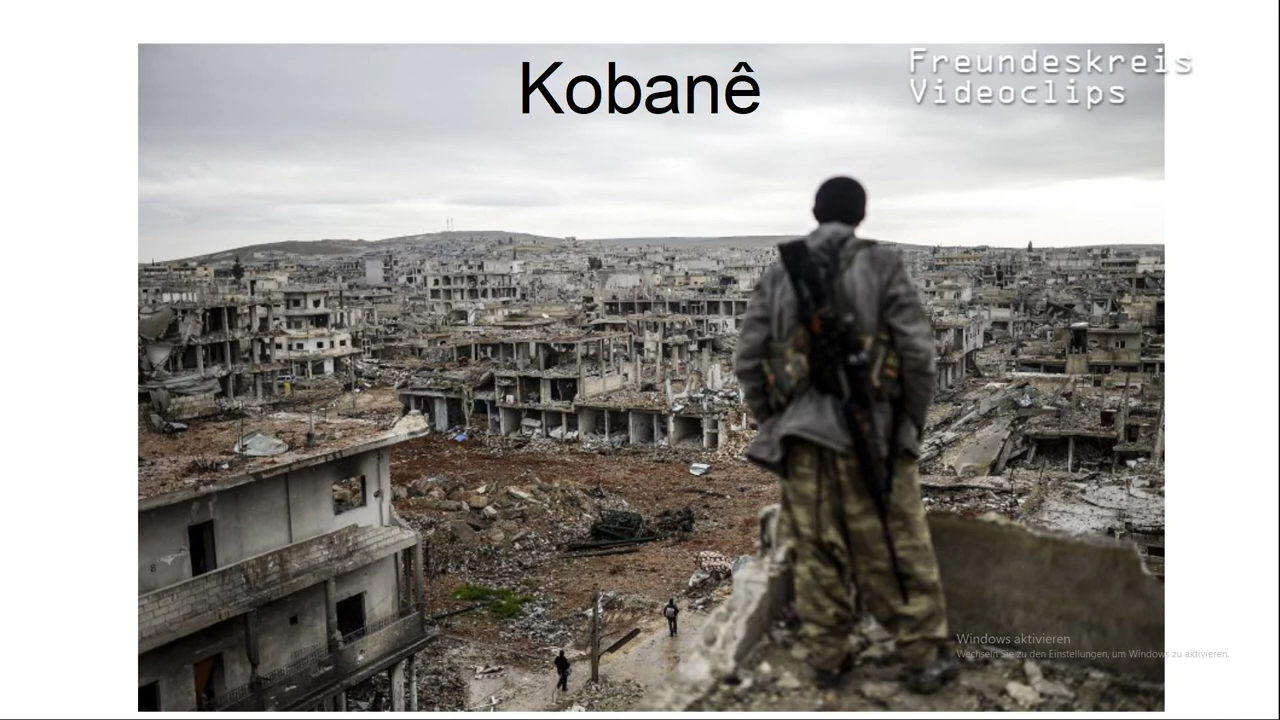 Kobanê
Freundeskreis
Videoclips
Windows aktivieren
Wechseln Sie zu den Einstellungen, um Windows zu aktivieren.